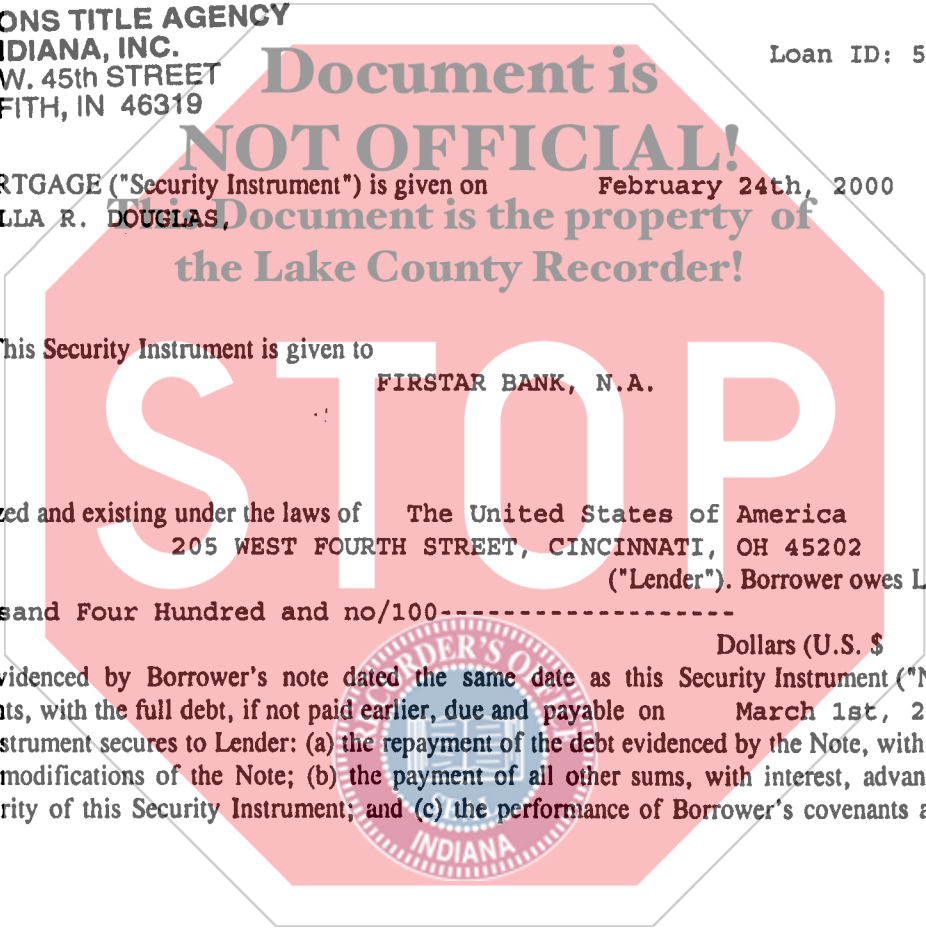 ONS TITLE AGENCY
NDIANA, INC.
W. 45th STREET
FITH, IN 46319
Loan ID: 5
Document is
NOT OFFICIAL!
RTGAGE ("Security Instrument") is given on February 24th, 2000
LLA R. DOUGLAS,
This Document is the property of
the Lake County Recorder!
This Security Instrument is given to
FIRSTAR BANK, N.A.
STOP
zed and existing under the laws of The United States of America
205 WEST FOURTH STREET, CINCINNATI, OH 45202
("Lender"). Borrower owes L
sand Four Hundred and no/100--------------------
Dollars (U.S. $
videnced by Borrower's note dated the same date as this Security Instrument ("N
nts, with the full debt, if not paid earlier, due and payable on March 1st, 2
strument secures to Lender: (a) the repayment of the debt evidenced by the Note, with
modifications of the Note; (b) the payment of all other sums, with interest, advan
rity of this Security Instrument; and (c) the performance of Borrower's covenants a
RECORDER'S OFFICE
INDIANA